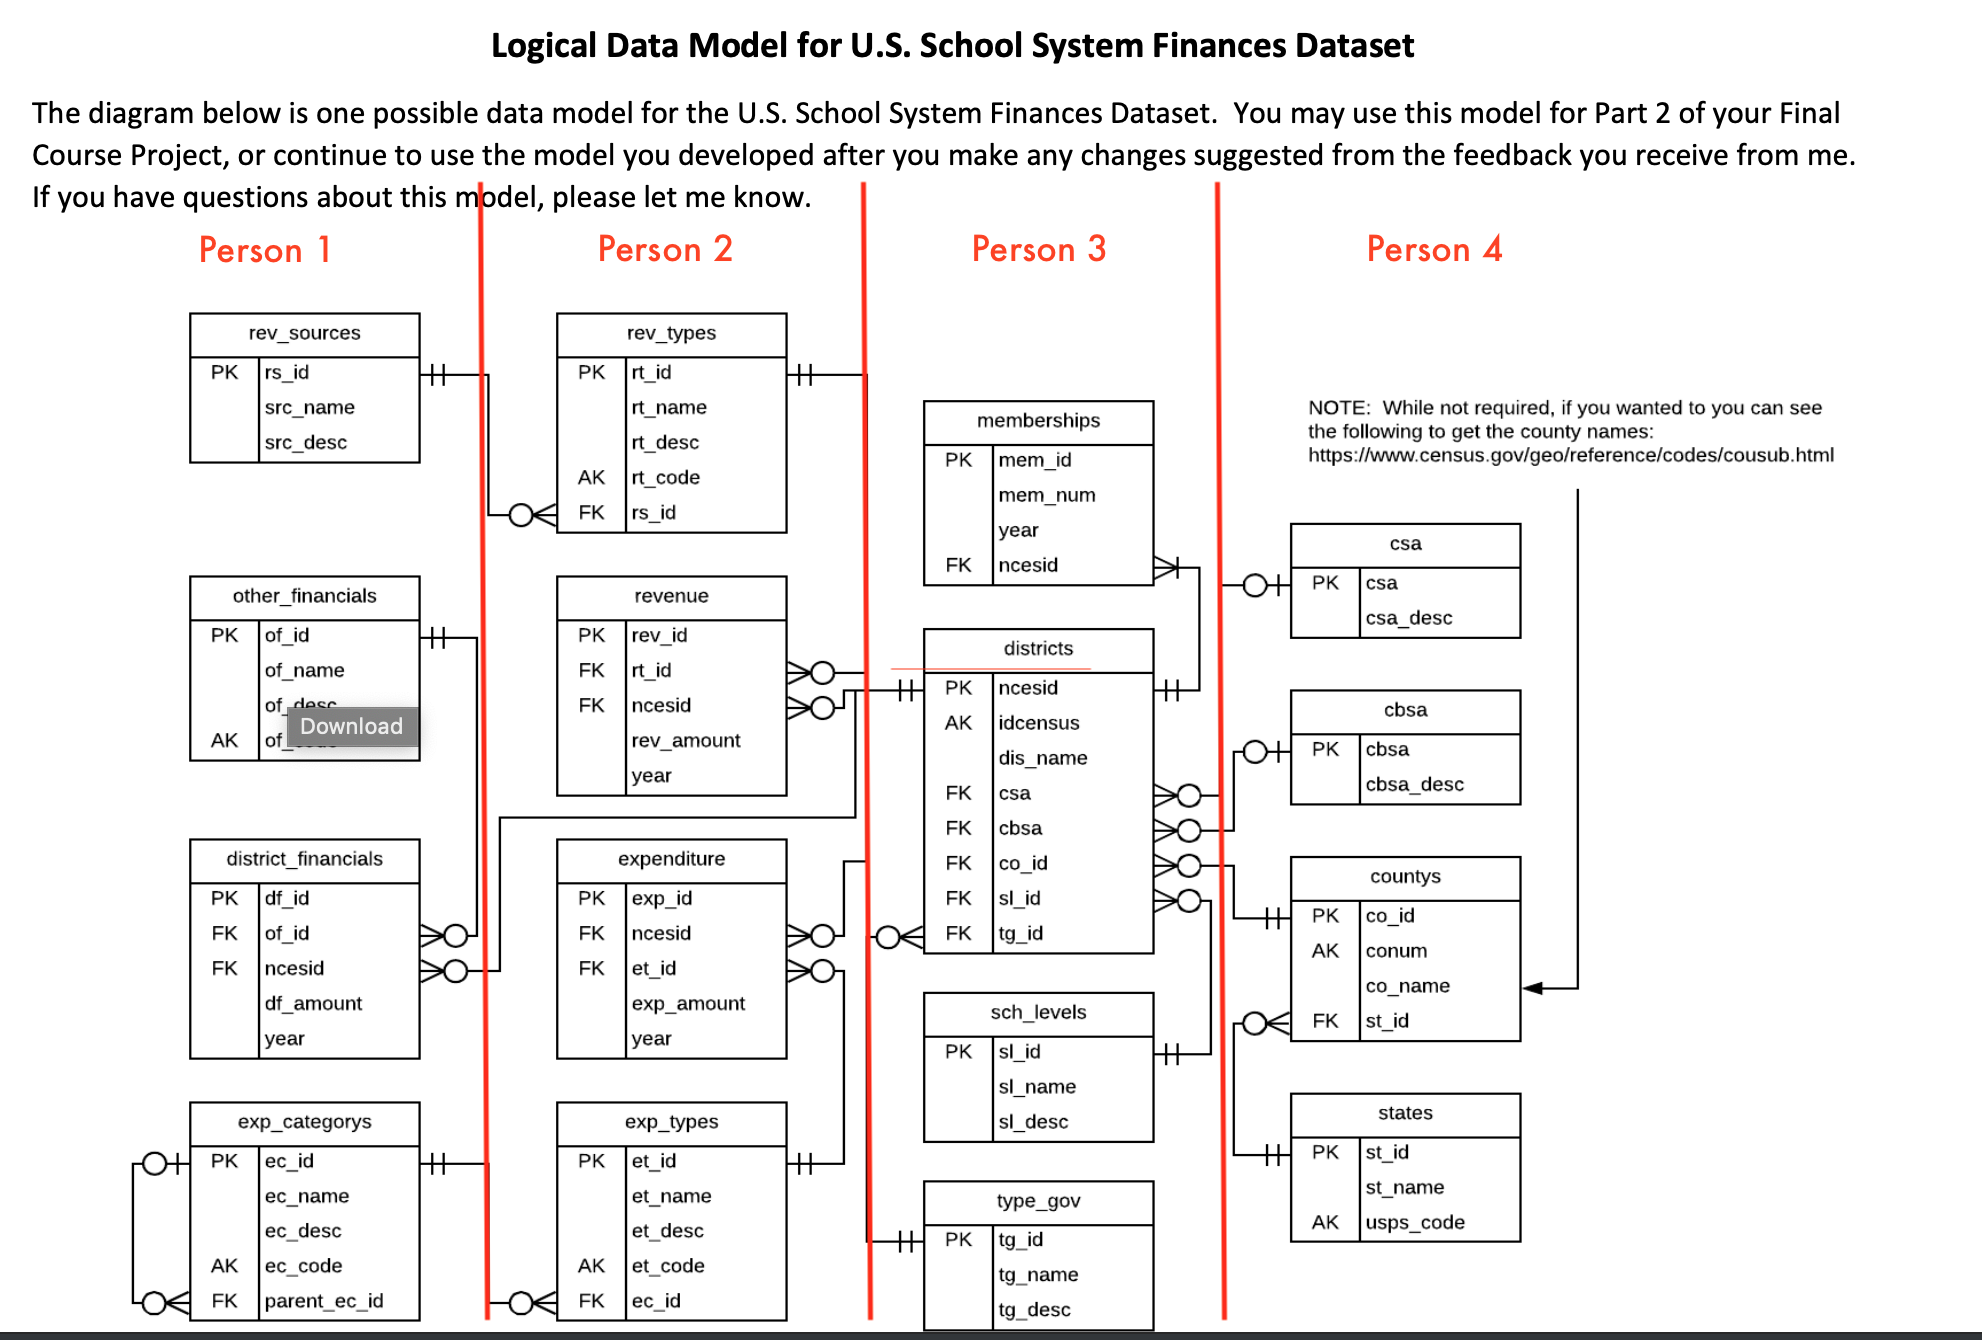 Logical Data Model for U.S. School System Finances Dataset
The diagram below is one possible data model for the U.S. School System Finances Dataset.  You may use this model for Part 2 of your Final
Course Project, or continue to use the model you developed after you make any changes suggested from the feedback you receive from me.
If you have questions about this model, please let me know.
Person 1
Person 2
Person 3
Person 4
rev_sources
PK rs_id
src_name
src_desc
other_financials
PK of_id
of_name
of_desc
Download
AK of_
district_financials
PK df_id
FK of_id
FK ncesid
df_amount
year
exp_categorys
PK ec_id
ec_name
ec_desc
AK ec_code
FK parent_ec_id
rev_types
PK rt_id
rt_name
rt_desc
AK rt_code
FK rs_id
revenue
PK rev_id
FK rt_id
FK ncesid
rev_amount
year
expenditure
PK exp_id
FK ncesid
FK et_id
exp_amount
year
exp_types
PK et_id
et_name
et_desc
AK et_code
FK ec_id
memberships
PK mem_id
mem_num
year
FK ncesid
districts
PK ncesid
AK idcensus
dis_name
FK csa
FK cbsa
FK co_id
FK sl_id
FK tg_id
sch_levels
PK sl_id
sl_name
sl_desc
type_gov
PK tg_id
tg_name
tg_desc
NOTE:  While not required, if you wanted to you can see
the following to get the county names:
https://www.census.gov/geo/reference/codes/cousub.html
csa
PK csa
csa_desc
cbsa
PK cbsa
cbsa_desc
countys
PK co_id
AK conum
co_name
FK st_id
states
PK st_id
st_name
AK usps_code